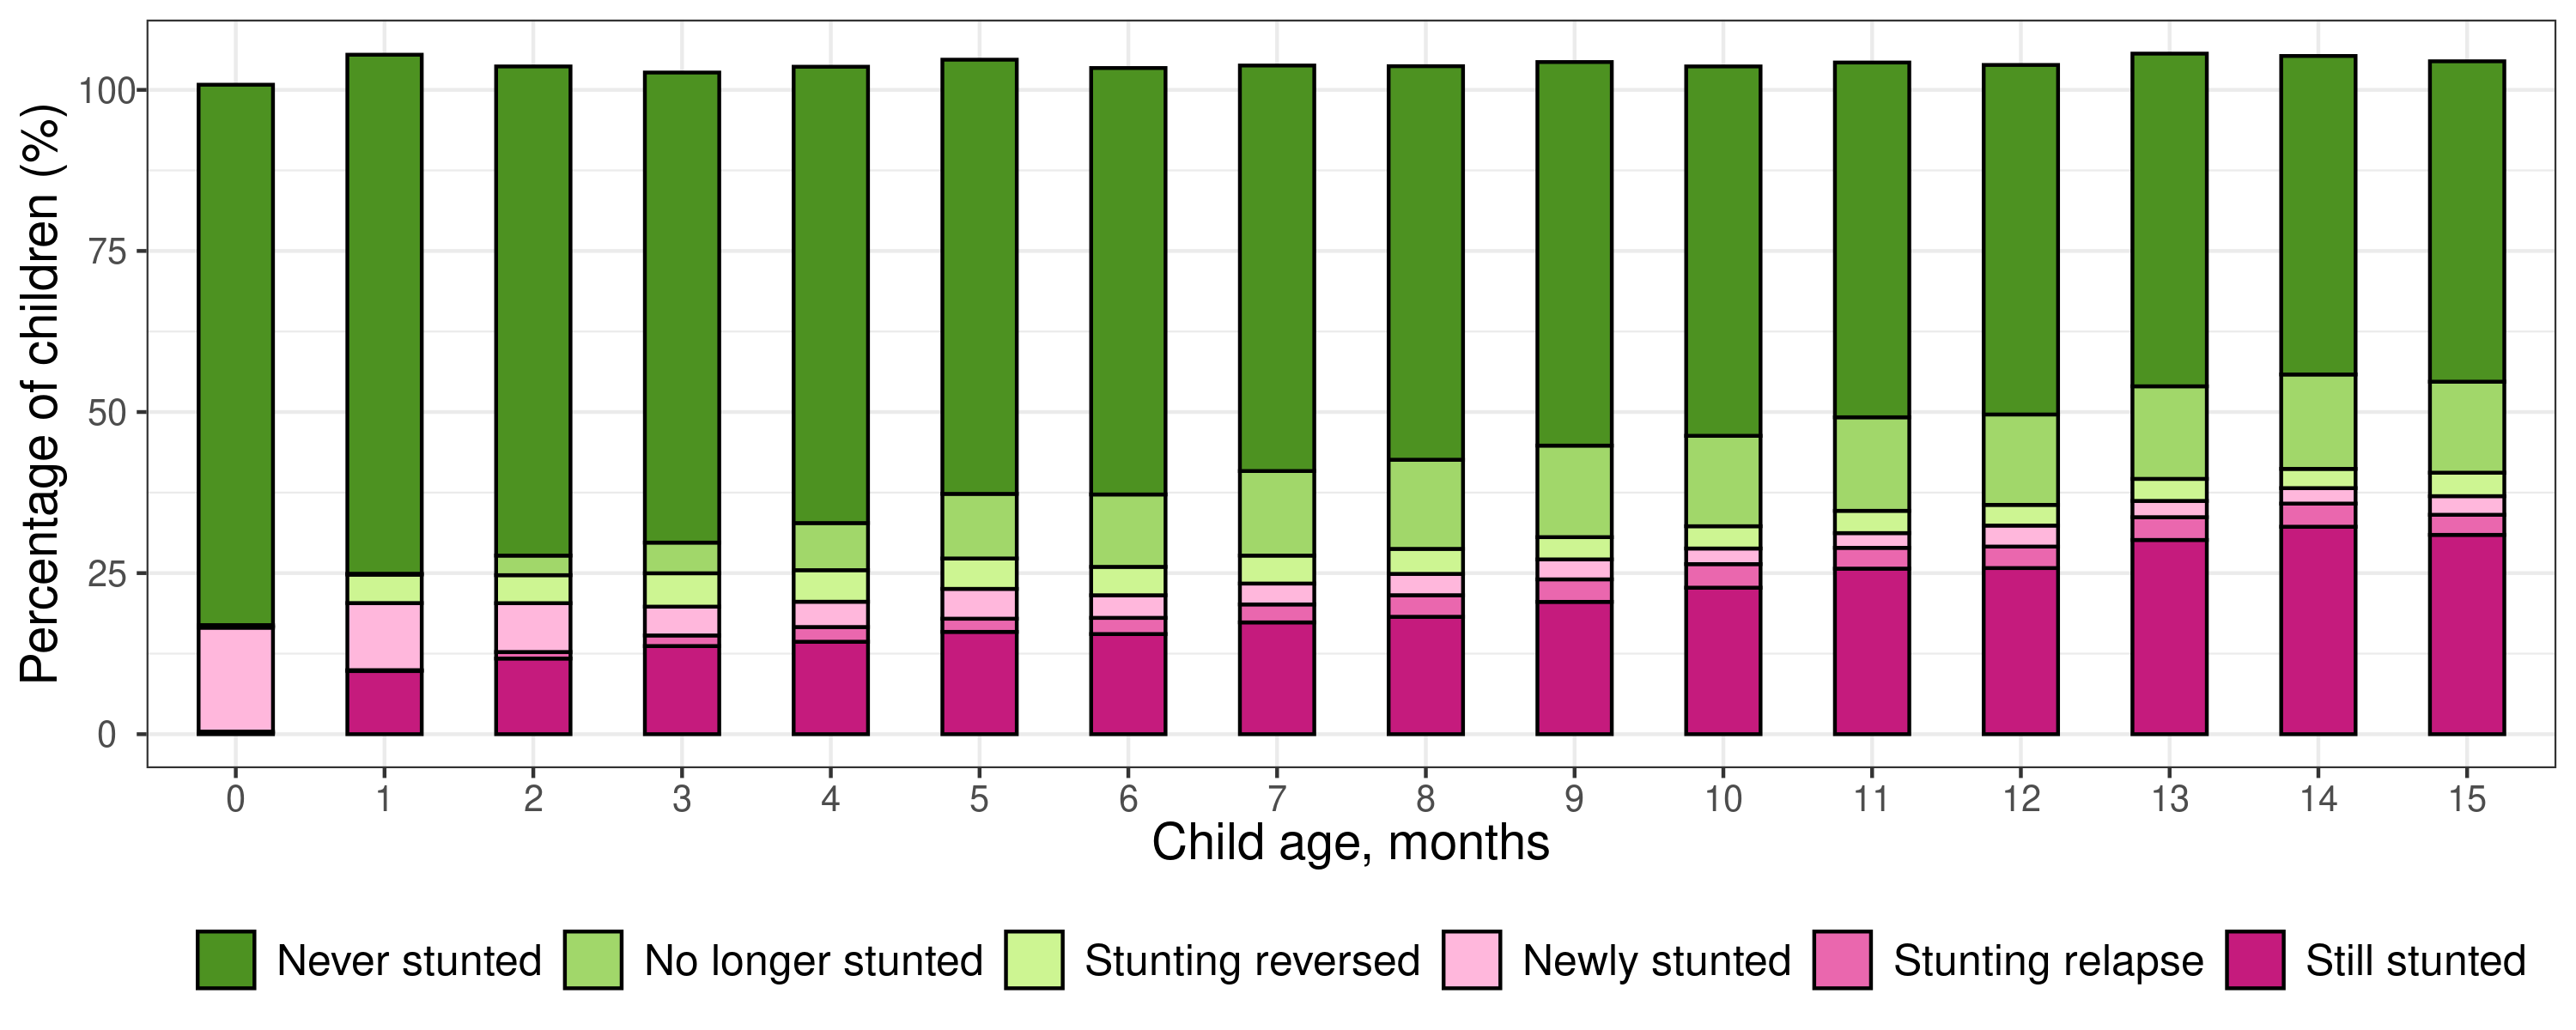 Percentage of children (%)
100
75
50
25
0
0 1 2 3 4 5 6 7 8 9 10 11 12 13 14 15
Child age, months
Never stunted No longer stunted Stunting reversed Newly stunted Stunting relapse Still stunted